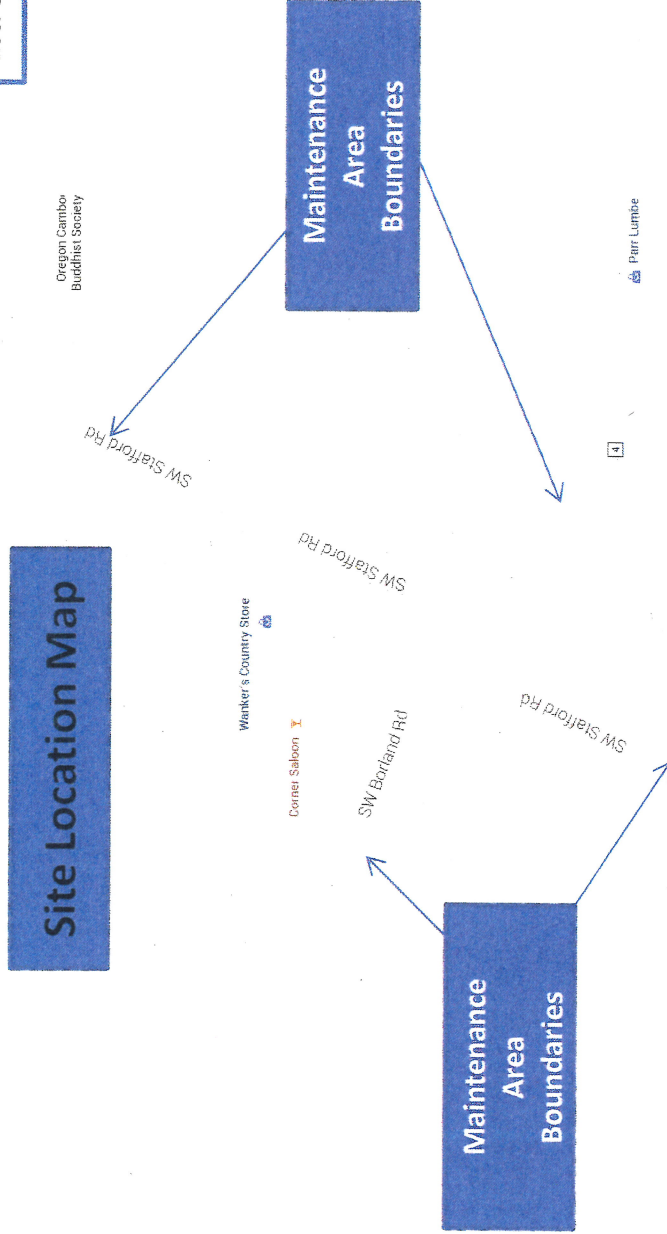 Site Location Map
Oregon Cambo
Buddhist Society
SW Stafford Rd
Maintenance
Area
Boundaries
Wanker's Country Store
SW Stafford Rd
Corner Saloon
SW Borland Rd
SW Stafford Rd
4
Parr Lumbe
Maintenance
Area
Boundaries